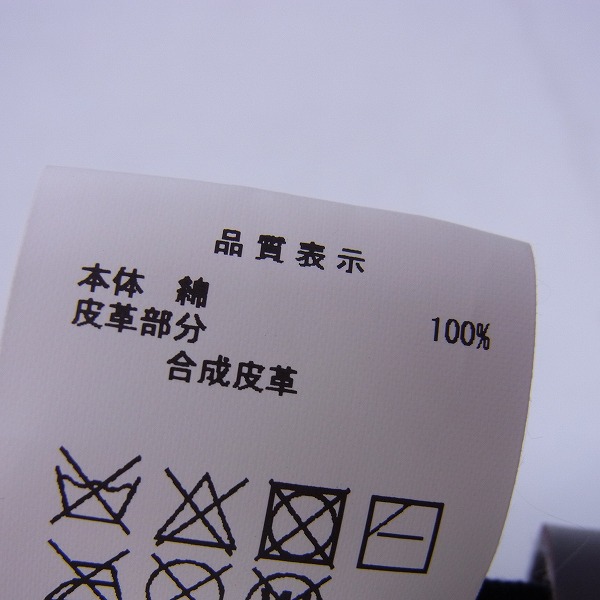 品質表示
本体 綿 100%
皮革部分
合成皮革